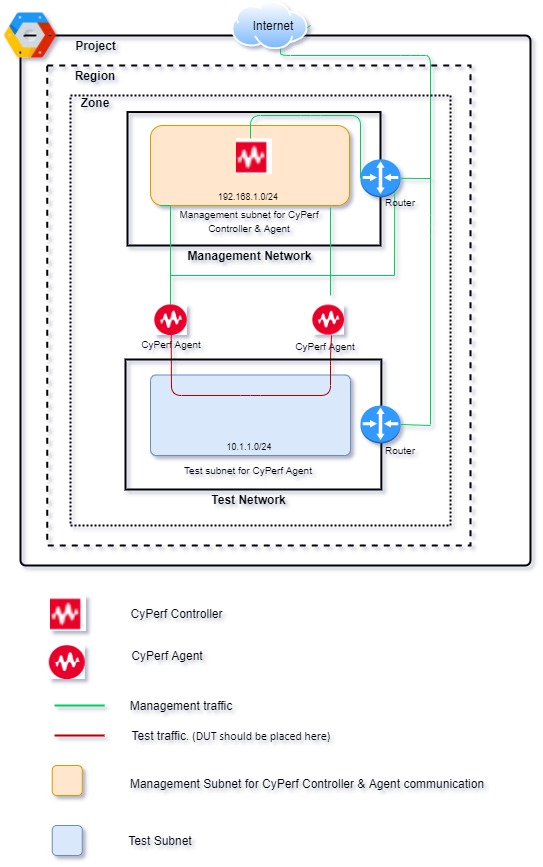 Internet
Project
Region
Zone
192.168.1.0/24
Management subnet for CyPerf
Controller & Agent
Router
Management Network
CyPerf Agent
CyPerf Agent
10.1.1.0/24
Test subnet for CyPerf Agent
Router
Test Network
CyPerf Controller
CyPerf Agent
Management traffic
Test traffic. (DUT should be placed here)
Management Subnet for CyPerf Controller & Agent communication
Test Subnet